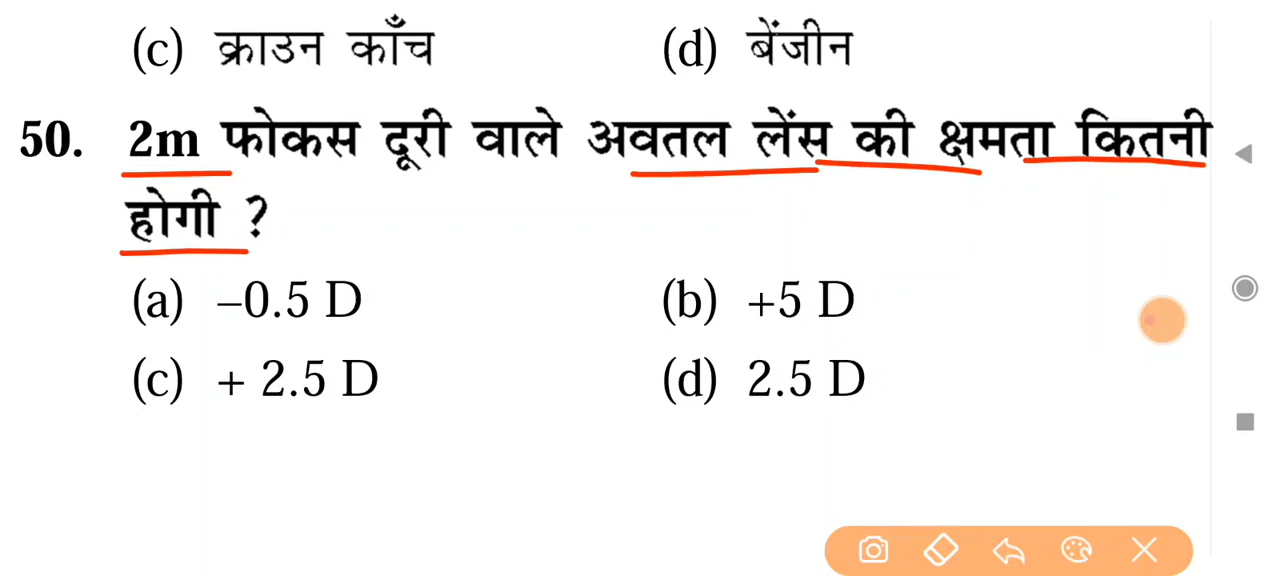 (c) क्राउन काँच (d) बेंजीन
50. 2m फोकस दूरी वाले अवतल लेंस की क्षमता कितनी
होगी ?
(a) –0.5 D (b) +5 D
(c) + 2.5 D (d) 2.5 D